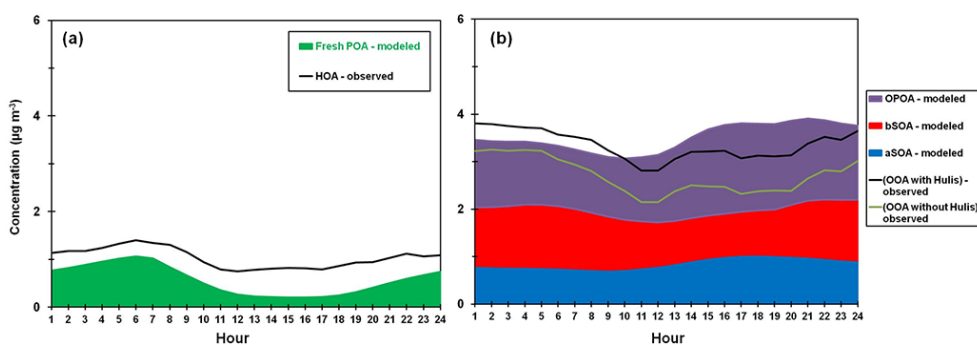 (a)
Fresh POA - modeled
HOA - observed
Concentration (µg m⁻³)
6
4
2
0
1 2 3 4 5 6 7 8 9 10 11 12 13 14 15 16 17 18 19 20 21 22 23 24
Hour
(b)
6
4
2
0
1 2 3 4 5 6 7 8 9 10 11 12 13 14 15 16 17 18 19 20 21 22 23 24
Hour
OPOA - modeled
bSOA - modeled
aSOA - modeled
(OOA with Hulis) -
observed
(OOA without Hulis)
observed